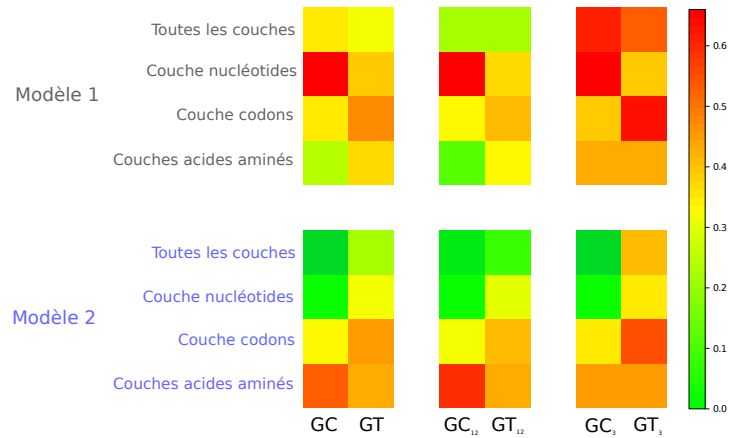 Toutes les couches
Couche nucléotides
Modèle 1
Couche codons
Couches acides aminés
Toutes les couches
Couche nucléotides
Modèle 2
Couche codons
Couches acides aminés
GC GT GC₁₂ GT₁₂ GC₃ GT₃
0.6
0.5
0.4
0.3
0.2
0.1
0.0